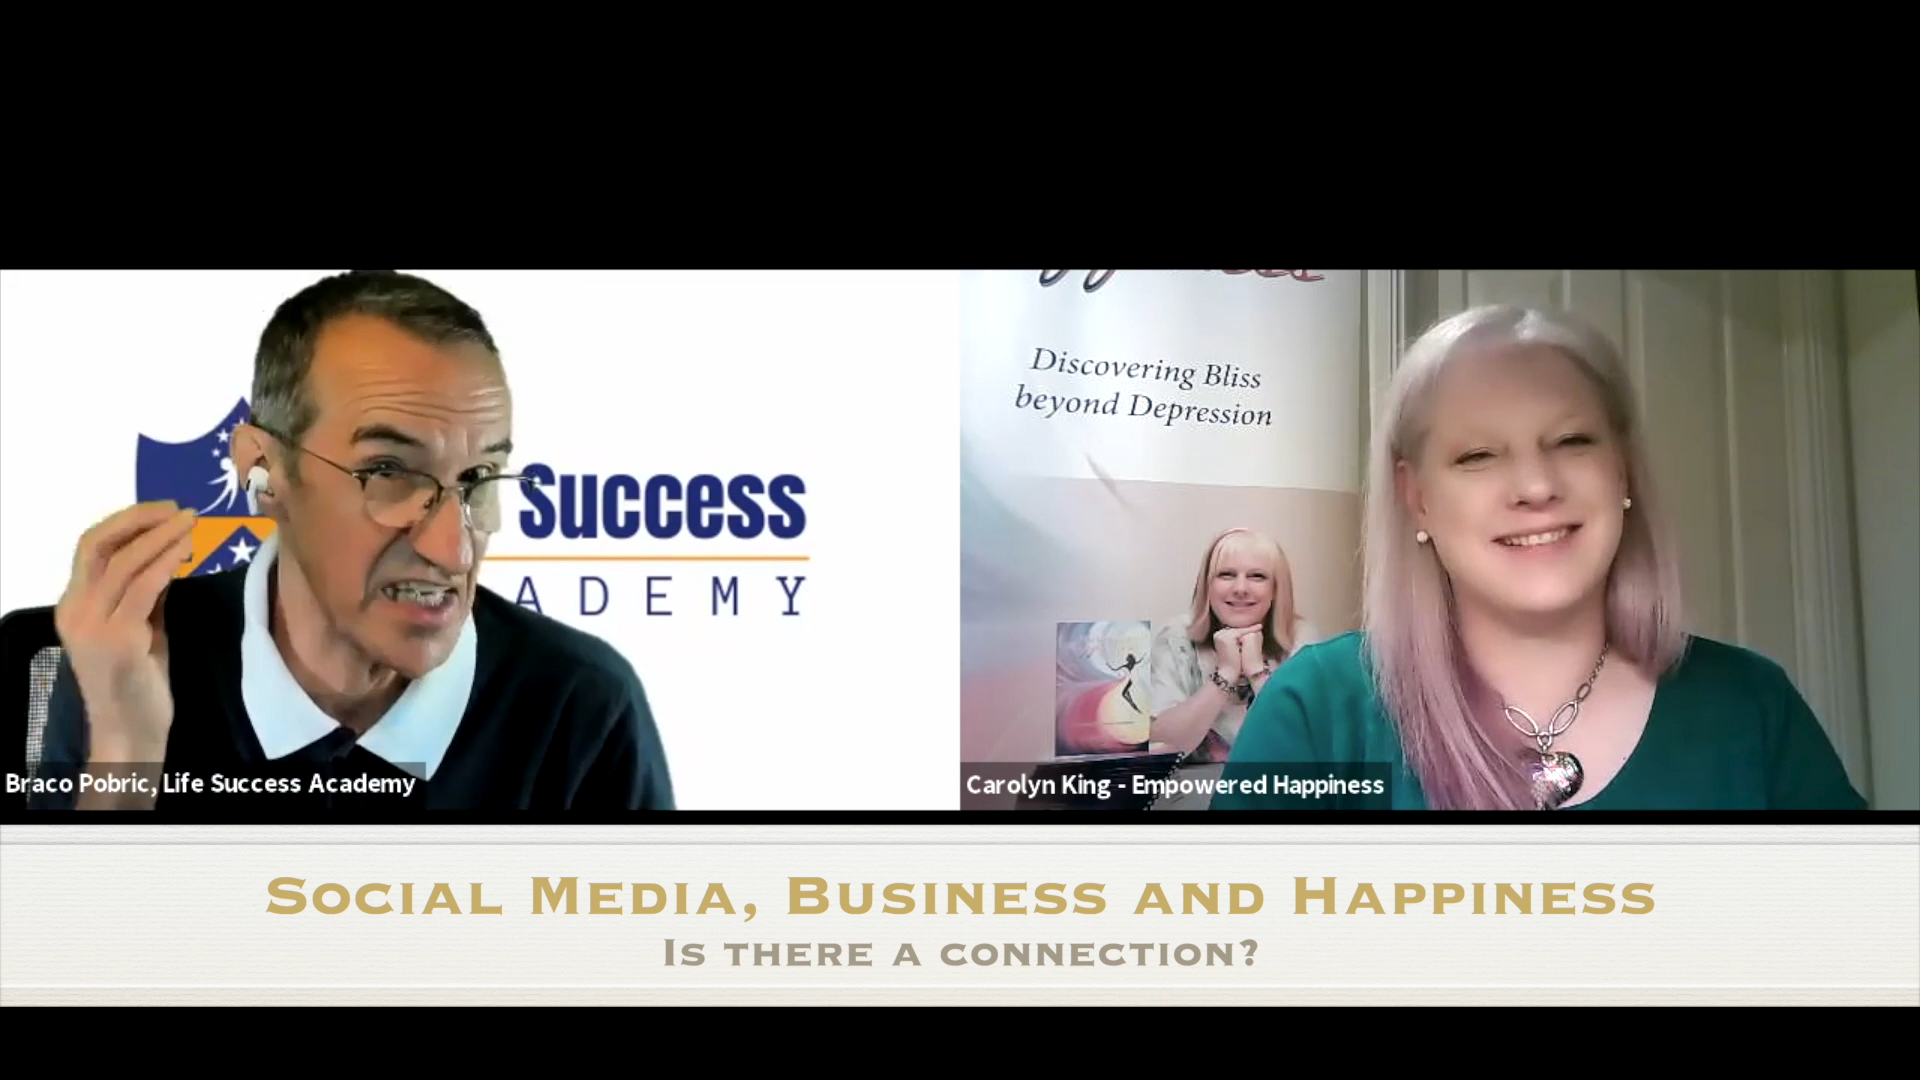 Success
ADEMY
Discovering Bliss
beyond Depression
Braco Pobric, Life Success Academy
Carolyn King - Empowered Happiness
SOCIAL MEDIA, BUSINESS AND HAPPINESS
IS THERE A CONNECTION?